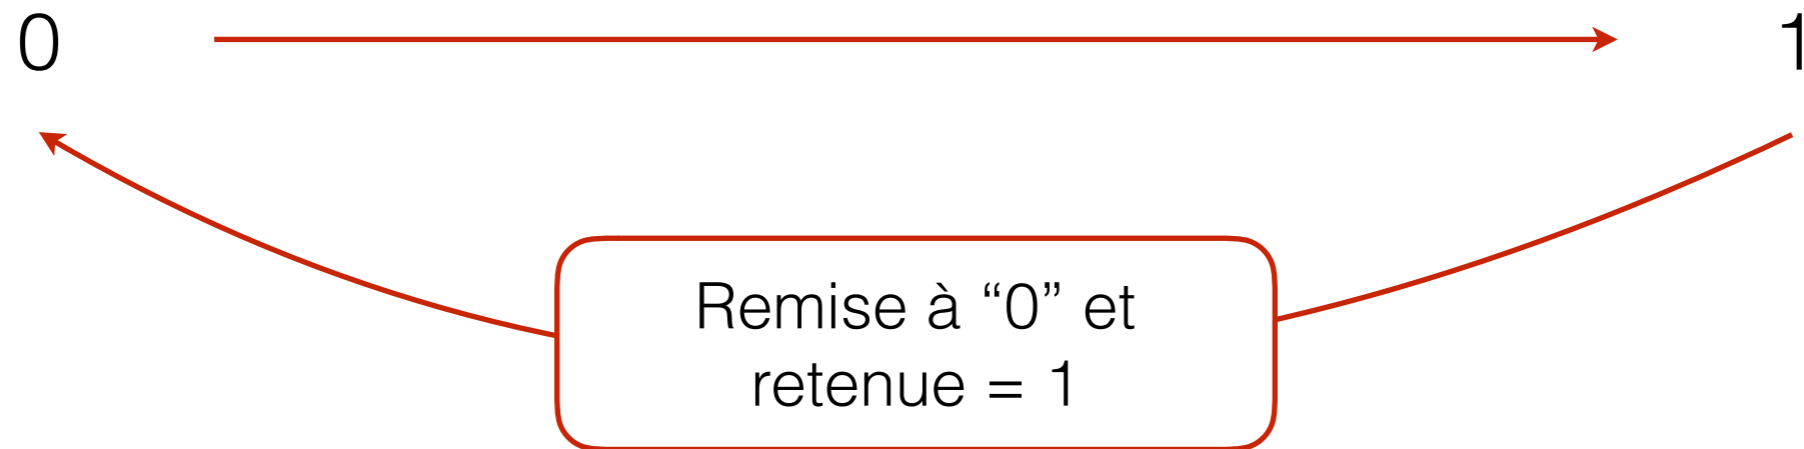 0 1
Remise à “0” et
retenue = 1